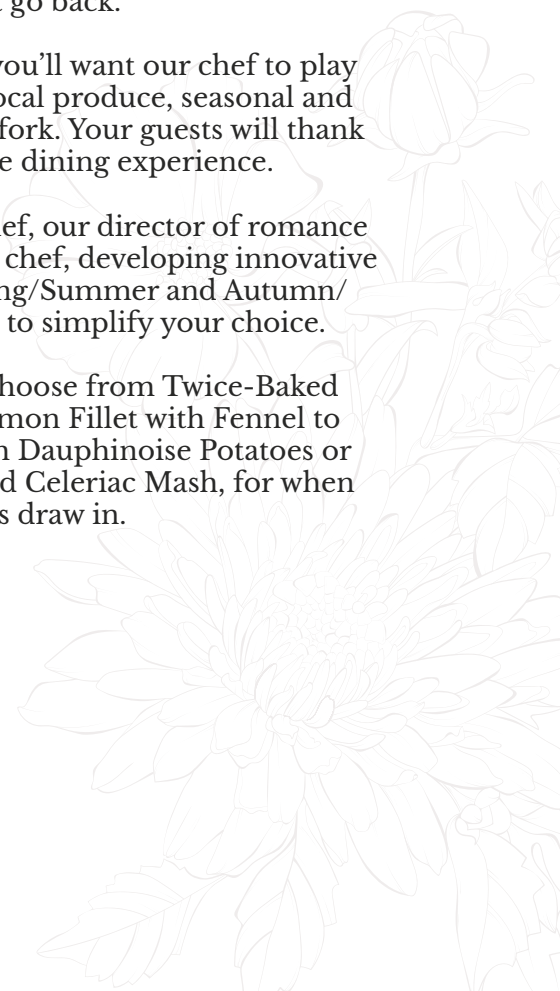 go back.
you’ll want our chef to play
ocal produce, seasonal and
fork. Your guests will thank
e dining experience.
ef, our director of romance
chef, developing innovative
ng/Summer and Autumn/
to simplify your choice.
hoose from Twice-Baked
mon Fillet with Fennel to
n Dauphinoise Potatoes or
d Celeriac Mash, for when
s draw in.